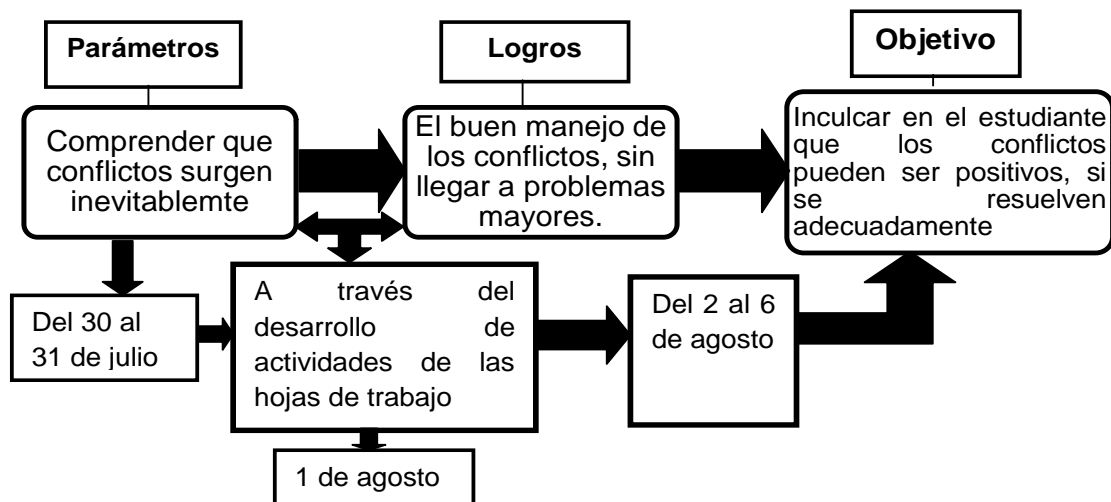 Parámetros
Comprender que
conflictos surgen
inevitablemte
Logros
El buen manejo de
los conflictos, sin
llegar a problemas
mayores.
Objetivo
Inculcar en el estudiante
que los conflictos
pueden ser positivos, si
se resuelven
adecuadamente
Del 30 al
31 de julio
A través del
desarrollo de
actividades de las
hojas de trabajo
Del 2 al 6
de agosto
1 de agosto